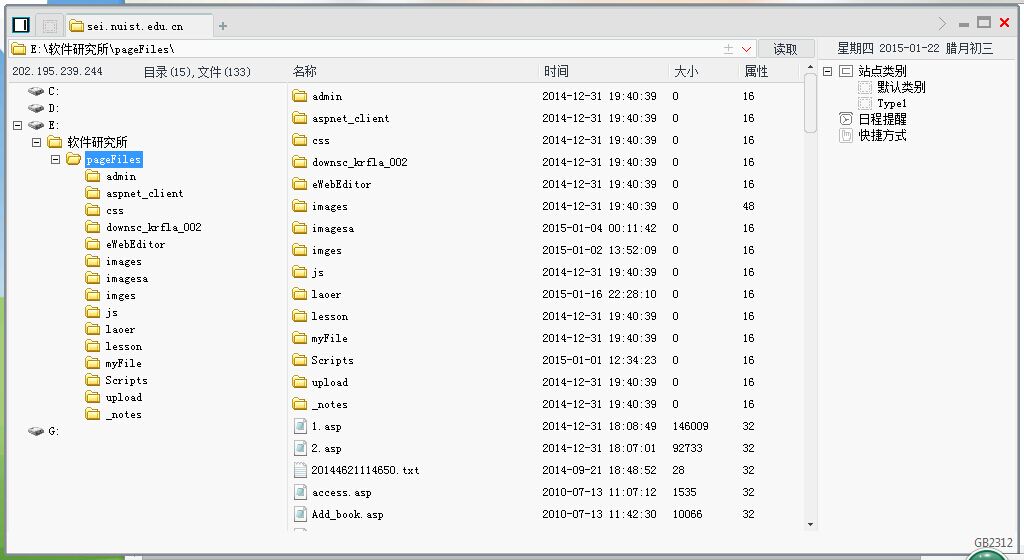 sei.nuist.edu.cn
E:\软件研究所\pageFiles\
读取
星期四 2015-01-22 腊月初三
202.195.239.244 目录(15),文件(133)
名称 时间 大小 属性
C:
D:
E:
软件研究所
pageFiles
admin
aspnet_client
css
downsc_krfla_002
eWebEditor
images
imagesa
imges
js
laoer
lesson
myFile
Scripts
upload
_notes
G:
admin 2014-12-31 19:40:39 0 16
aspnet_client 2014-12-31 19:40:39 0 16
css 2014-12-31 19:40:39 0 16
downsc_krfla_002 2014-12-31 19:40:39 0 16
eWebEditor 2014-12-31 19:40:39 0 16
images 2014-12-31 19:40:39 0 48
imagesa 2015-01-04 00:11:42 0 16
imges 2015-01-02 13:52:09 0 16
js 2014-12-31 19:40:39 0 16
laoer 2015-01-16 22:28:10 0 16
lesson 2014-12-31 19:40:39 0 16
myFile 2014-12-31 19:40:39 0 16
Scripts 2015-01-01 12:34:23 0 16
upload 2014-12-31 19:40:39 0 16
_notes 2014-12-31 19:40:39 0 16
1.asp 2014-12-31 18:08:49 146009 32
2.asp 2014-12-31 18:07:01 92733 32
20144621114650.txt 2014-09-21 18:48:52 28 32
access.asp 2010-07-13 11:07:12 1535 32
Add_book.asp 2010-07-13 11:42:30 10066 32
站点类别
默认类别
Type1
日程提醒
快捷方式
GB2312